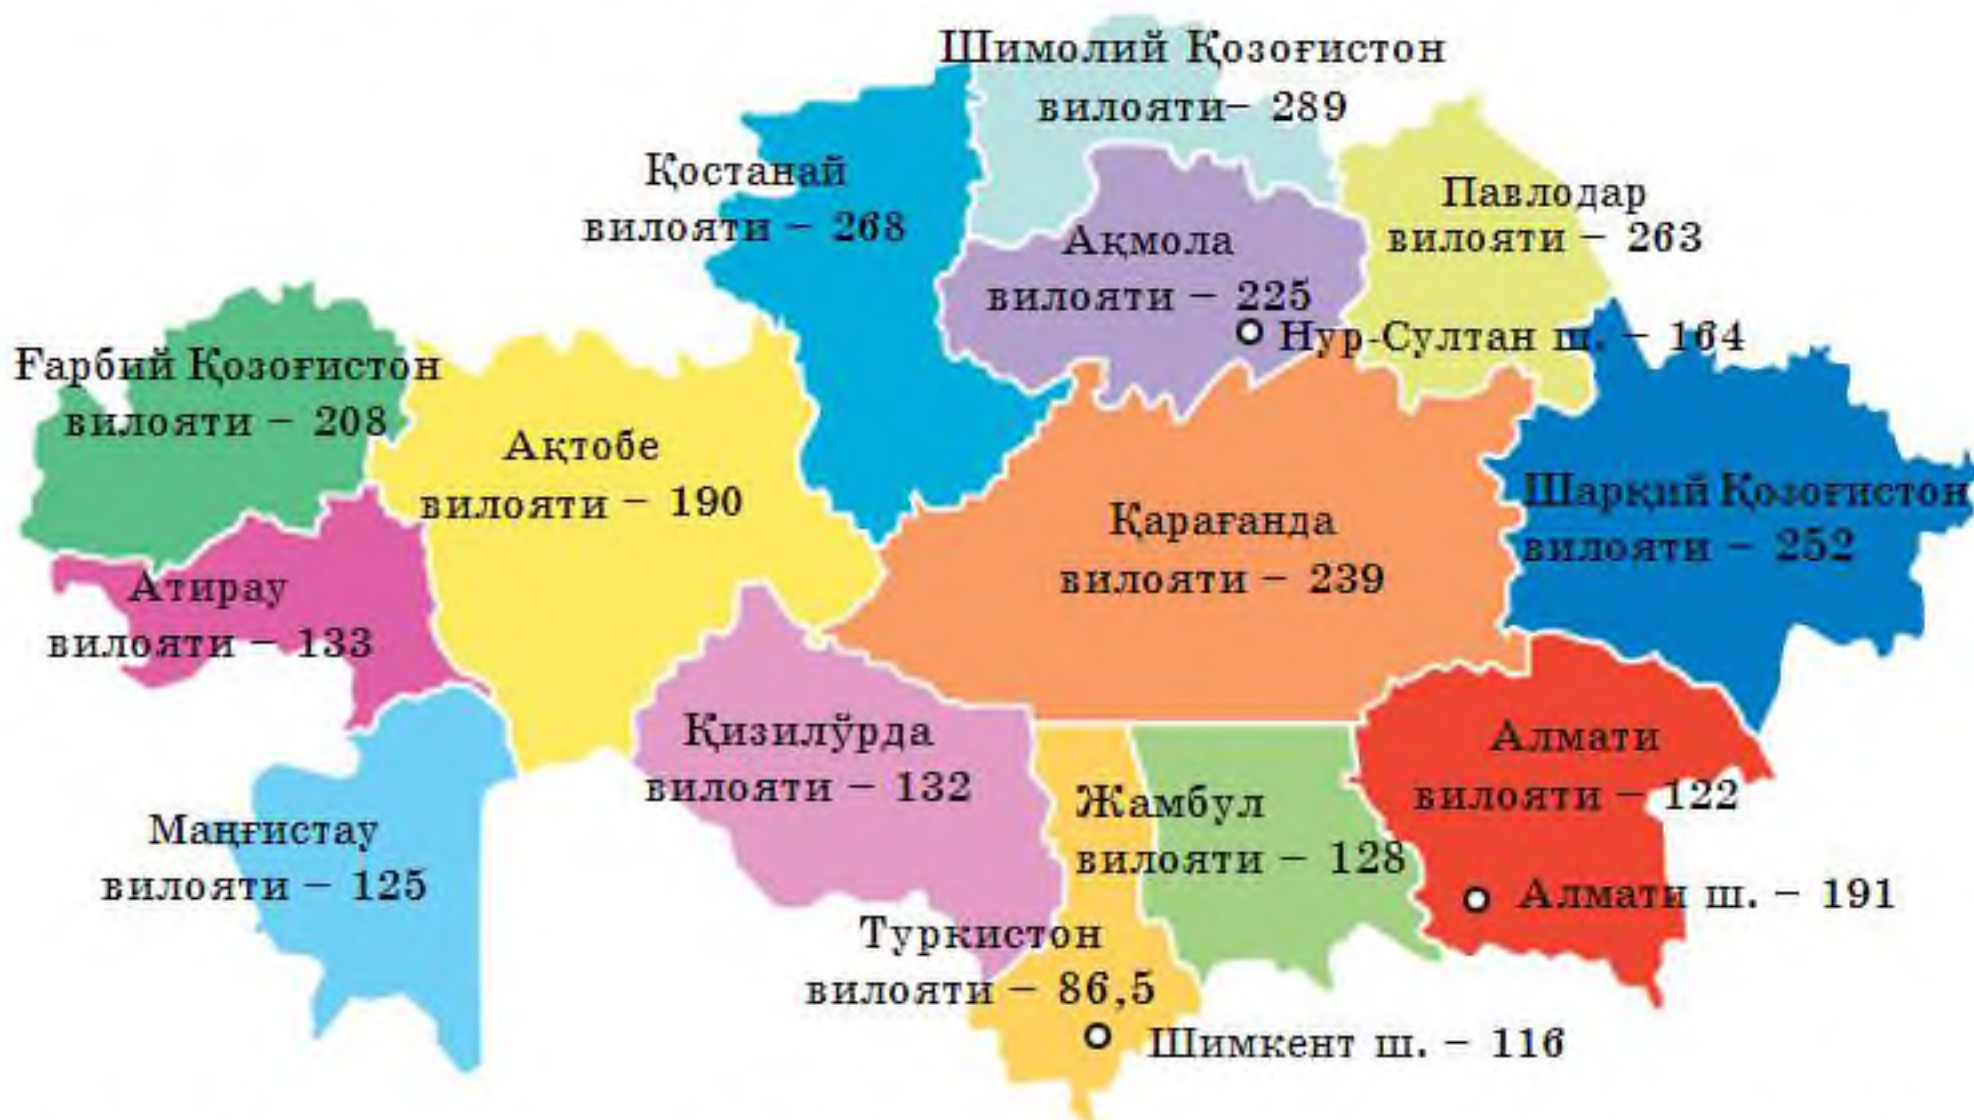 Шимолий Қозоғистон
вилояти– 289
Қостанай
вилояти – 268
Павлодар
вилояти – 263
Ақмола
вилояти – 225
Нур-Султан ш. – 164
Ғарбий Қозоғистон
вилояти – 208
Ақтобе
вилояти – 190
Қарағанда
вилояти – 239
Шарқий Қозоғистон
вилояти – 252
Атирау
вилояти – 133
Қизилўрда
вилояти – 132
Алмати
вилояти – 122
Жамбул
вилояти – 128
Маңғистау
вилояти – 125
Алмати ш. – 191
Туркистон
вилояти – 86,5
Шимкент ш. – 116